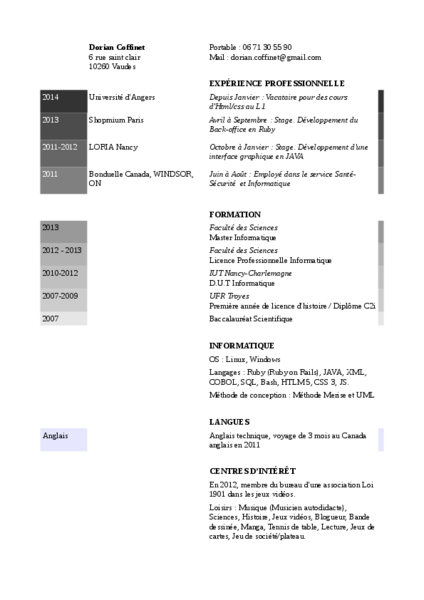 Dorian Coffinet
6 rue saint clair
10260 Vaudes
Portable : 06 71 30 55 90
Mail : dorian.coffinet@gmail.com
EXPÉRIENCE PROFESSIONNELLE
2014 Université d'Angers Depuis Janvier : Vacataire pour des cours
d'Html/css au L1
2013 Shopmium Paris Avril à Septembre : Stage. Développement du
Back-office en Ruby
2011-2012 LORIA Nancy Octobre à Janvier : Stage. Développement d'une
interface graphique en JAVA
2011 Bonduelle Canada, WINDSOR, Juin à Août : Employé dans le service Santé-
ON Sécurité et Informatique
FORMATION
2013 Faculté des Sciences
Master Informatique
2012 - 2013 Faculté des Sciences
Licence Professionnelle Informatique
2010-2012 IUT Nancy-Charlemagne
D.U.T Informatique
2007-2009 UFR Troyes
Première année de licence d'histoire / Diplôme C2i
2007 Baccalauréat Scientifique
INFORMATIQUE
OS : Linux, Windows
Langages : Ruby (Ruby on Rails), JAVA, XML,
COBOL, SQL, Bash, HTML5, CSS 3, JS.
Méthode de conception : Méthode Merise et UML
LANGUES
Anglais Anglais technique, voyage de 3 mois au Canada
anglais en 2011
CENTRES D'INTÉRÊT
En 2012, membre du bureau d'une association Loi
1901 dans les jeux vidéos.
Loisirs : Musique (Musicien autodidacte),
Sciences, Histoire, Jeux vidéos, Blogueur, Bande
dessinée, Manga, Tennis de table, Lecture, Jeux de
cartes, Jeu de société/plateau.